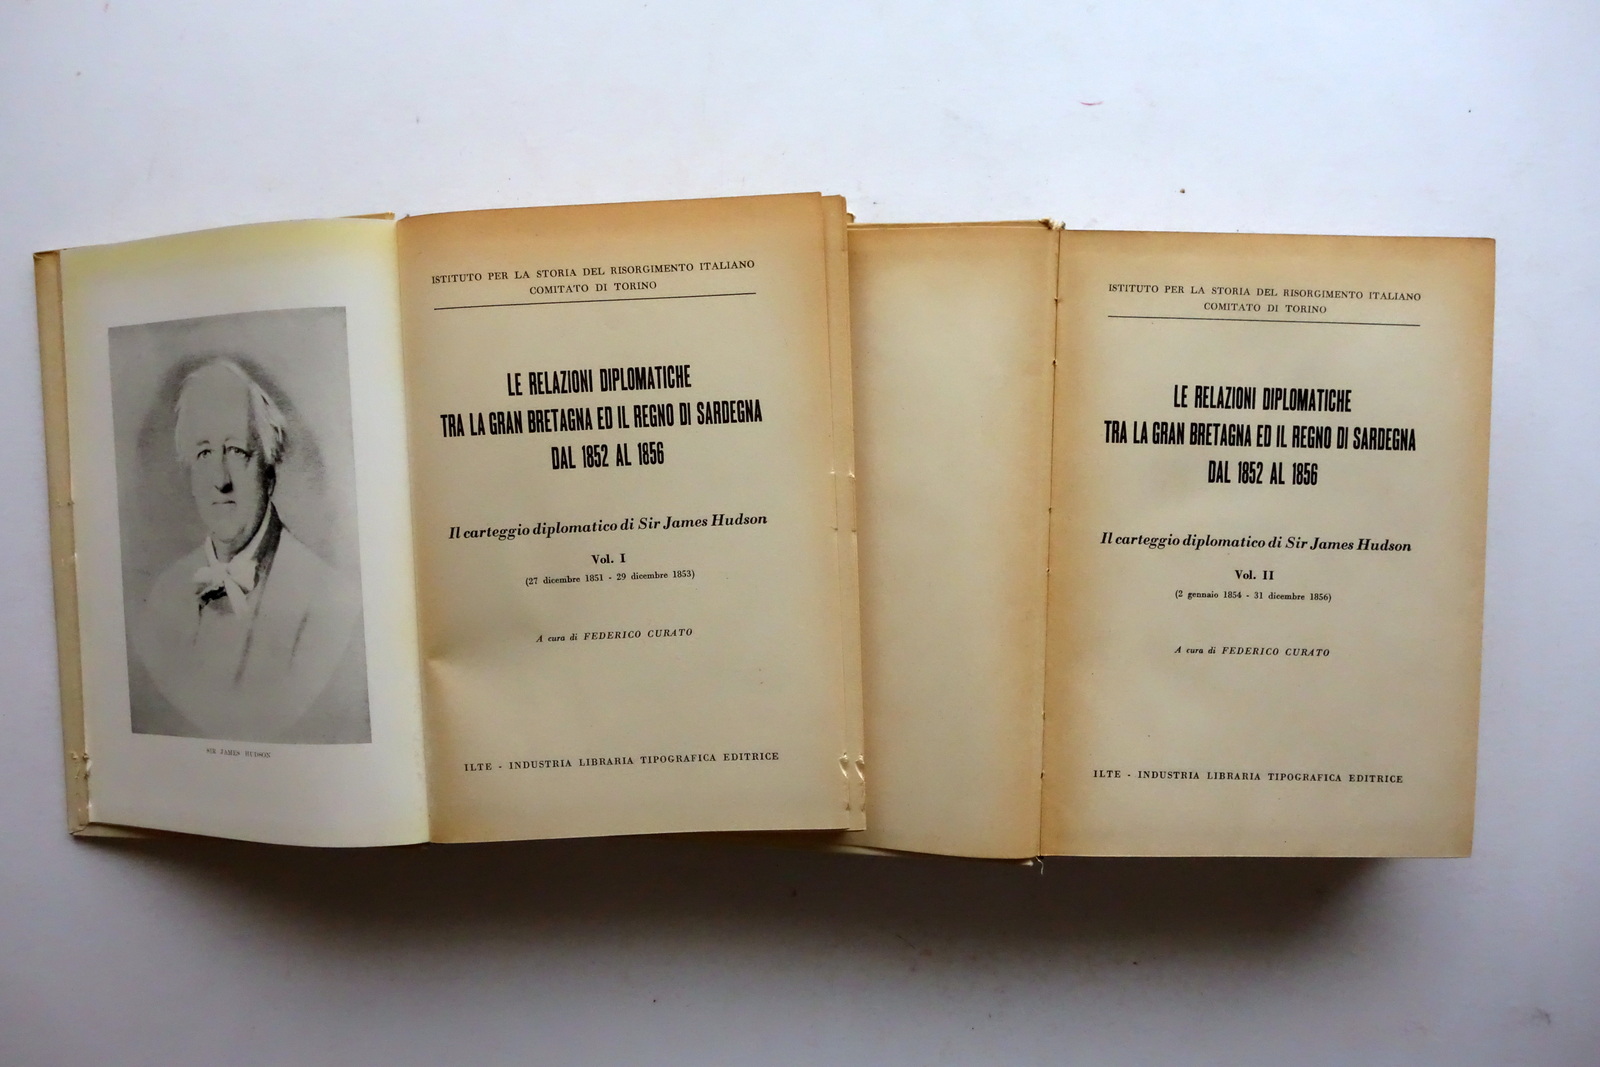 SIR JAMES HUDSON
ISTITUTO PER LA STORIA DEL RISORGIMENTO ITALIANO
COMITATO DI TORINO
LE RELAZIONI DIPLOMATICHE
TRA LA GRAN BRETAGNA ED IL REGNO DI SARDEGNA
DAL 1852 AL 1856
Il carteggio diplomatico di Sir James Hudson
Vol. I
(27 dicembre 1851 - 29 dicembre 1853)
A cura di FEDERICO CURATO
ILTE - INDUSTRIA LIBRARIA TIPOGRAFICA EDITRICE
ISTITUTO PER LA STORIA DEL RISORGIMENTO ITALIANO
COMITATO DI TORINO
LE RELAZIONI DIPLOMATICHE
TRA LA GRAN BRETAGNA ED IL REGNO DI SARDEGNA
DAL 1852 AL 1856
Il carteggio diplomatico di Sir James Hudson
Vol. II
(2 gennaio 1854 - 31 dicembre 1856)
A cura di FEDERICO CURATO
ILTE - INDUSTRIA LIBRARIA TIPOGRAFICA EDITRICE